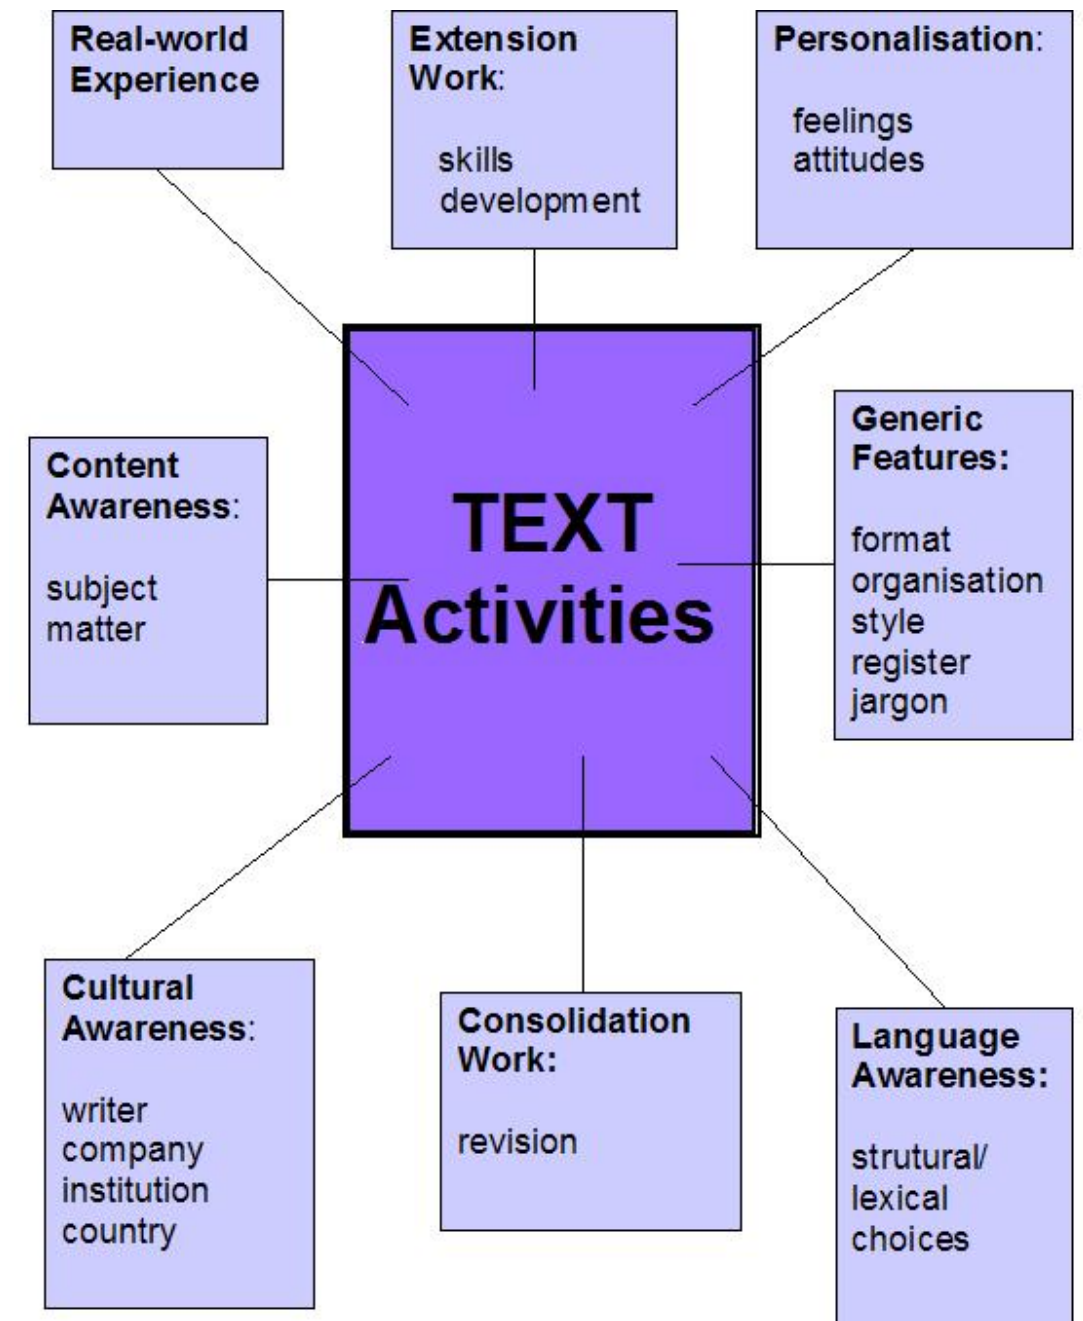 Real-world
Experience
Extension
Work:
skills
development
Personalisation:
feelings
attitudes
Content
Awareness:
subject
matter
TEXT
Activities
Generic
Features:
format
organisation
style
register
jargon
Cultural
Awareness:
writer
company
institution
country
Consolidation
Work:
revision
Language
Awareness:
strutural/
lexical
choices